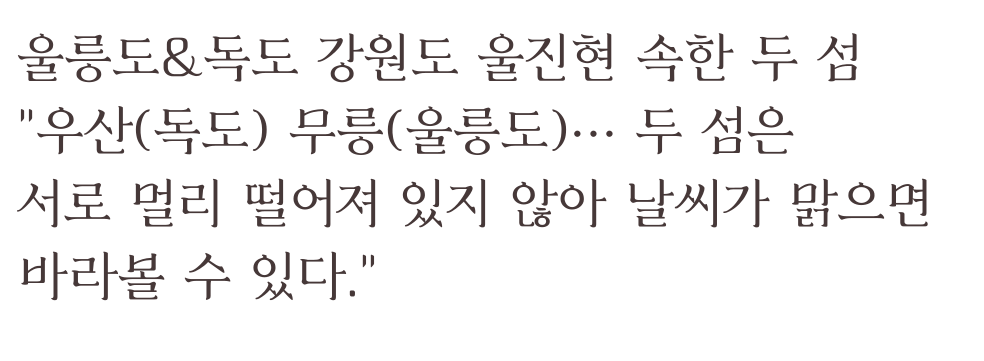 울릉도&독도 강원도 울진현 속한 두 섬
"우산(독도) 무릉(울릉도)… 두 섬은
서로 멀리 떨어져 있지 않아 날씨가 맑으면
바라볼 수 있다."